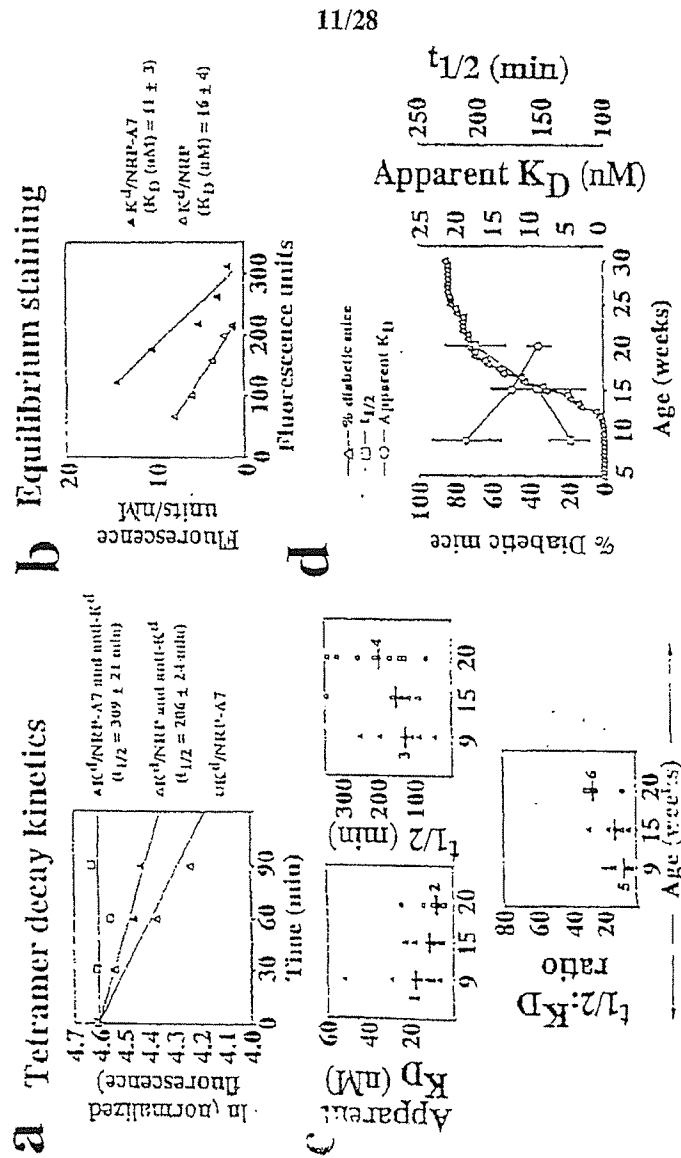 11/28
a Tetramer decay kinetics
ln (normalized
fluorescence)
4.7
4.6
4.5
4.4
4.3
4.2
4.1
4.0
0
30
60
90
Time (min)
▲Kd/NRP-A7 and anti-Kd
(t1/2 = 309 ± 21 min)
△Kd/NRP and anti-Kd
(t1/2 = 206 ± 24 min)
□Kd/NRP-A7
b Equilibrium staining
Fluorescence
units/nM
20
10
0
0
100
200
300
Fluorescence units
▲Kd/NRP-A7
(KD (nM) = 11 ± 3)
△Kd/NRP
(KD (nM) = 16 ± 4)
c
Apparent
KD (nM)
60
40
20
1
2
9
15
20
t1/2 (min)
300
200
100
3
4
9
15
20
t1/2:KD
ratio
80
60
40
20
5
6
9
15
20
Age (weeks)
d
% Diabetic mice
100
80
60
40
20
0
5
10
15
20
25
30
Age (weeks)
—△— % diabetic mice
—□— t1/2
—○— Apparent KD
Apparent KD (nM)
25
20
15
10
5
0
t1/2 (min)
250
200
150
100